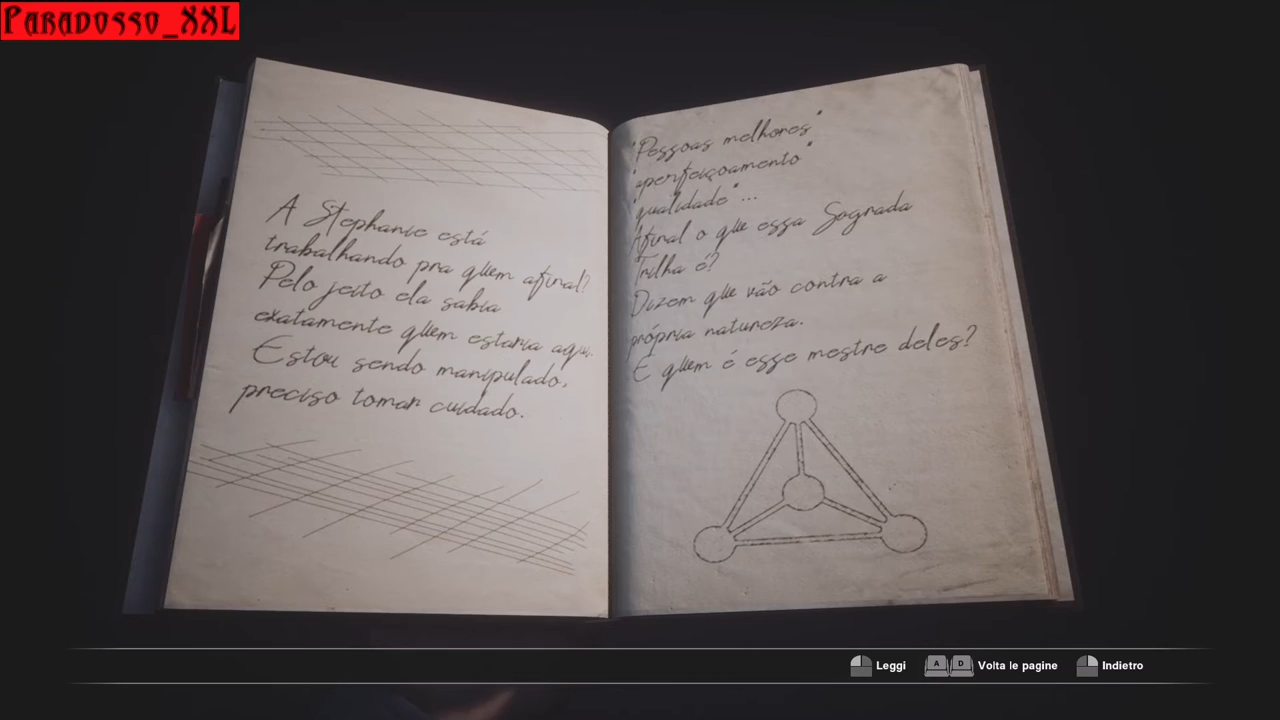 Paradosso_XXL
A Stephanie está
trabalhando pra quem afinal?
Pelo jeito ela sabia
exatamente quem estaria aqui.
Estou sendo manipulado,
preciso tomar cuidado.
"Pessoas melhores"
"aperfeiçoamento"
"qualidade"...
Afinal o que essa Sagrada
Trilha é?
Dizem que vão contra a
própria natureza.
E quem é esse mestre deles?
Leggi
A D Volta le pagine
Indietro